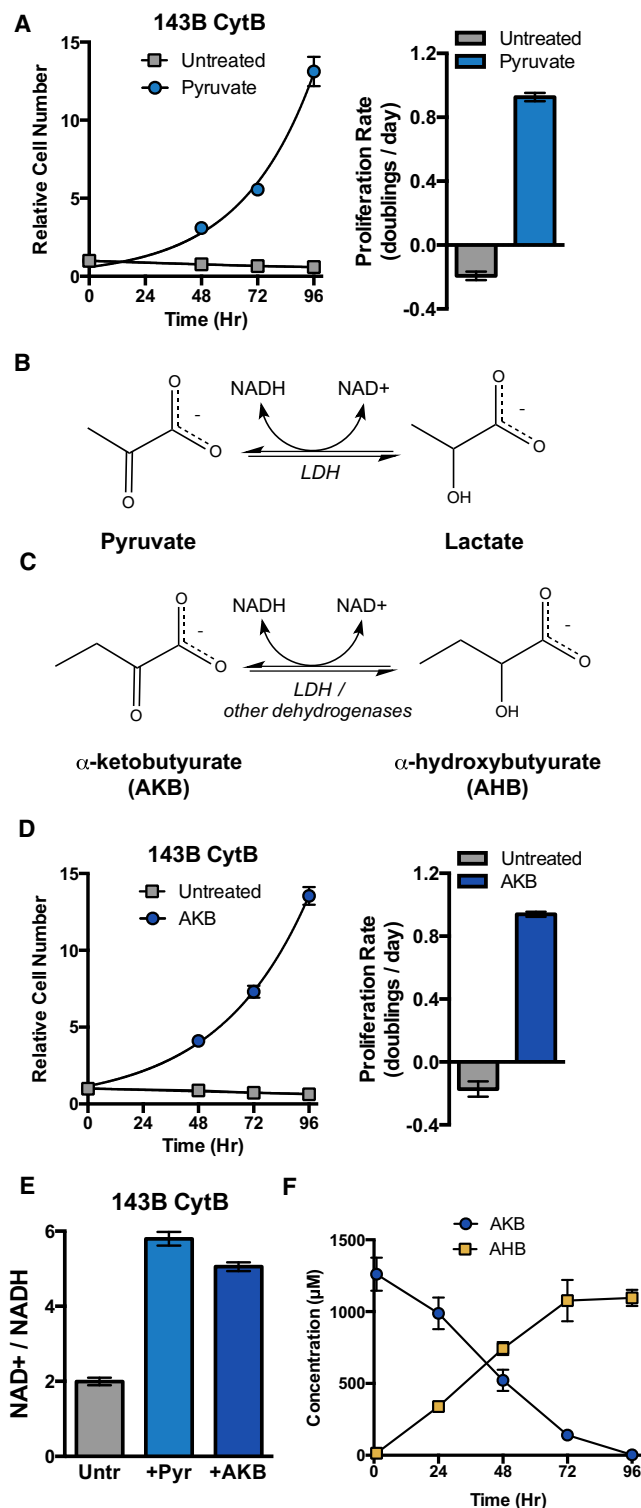 A
143B CytB
Relative Cell Number
15
10
5
0
Untreated
Pyruvate
0 24 48 72 96
Time (Hr)
Proliferation Rate
(doublings / day)
1.2
0.8
0.4
0.0
-0.4
Untreated
Pyruvate
B
NADH NAD+
LDH
O
O
-
O
O
O
-
OH
Pyruvate Lactate
C
NADH NAD+
LDH /
other dehydrogenases
O
O
-
O
O
O
-
OH
α-ketobutyurate α-hydroxybutyurate
(AKB) (AHB)
D
143B CytB
Relative Cell Number
15
10
5
0
Untreated
AKB
0 24 48 72 96
Time (Hr)
Proliferation Rate
(doublings / day)
1.2
0.8
0.4
0.0
-0.4
Untreated
AKB
E
143B CytB
NAD+ / NADH
6
4
2
0
Untr +Pyr +AKB
F
AKB
AHB
Concentration (µM)
1500
1000
500
0
0 24 48 72 96
Time (Hr)